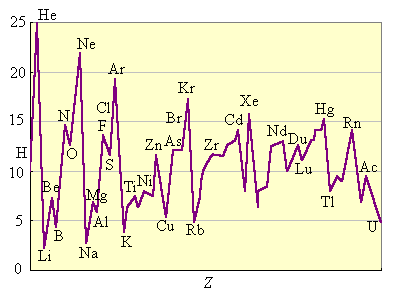 25
He
Ne
20
Ar
Kr
Xe
15
N
Cl
F
Br
Cd
Hg
Rn
O
S
Zn
As
Zr
Nd
Du
H
Lu
Ac
10
Be
Mg
Ti
Ni
Tl
5
Li
B
Na
Al
K
Cu
Rb
U
0
Z